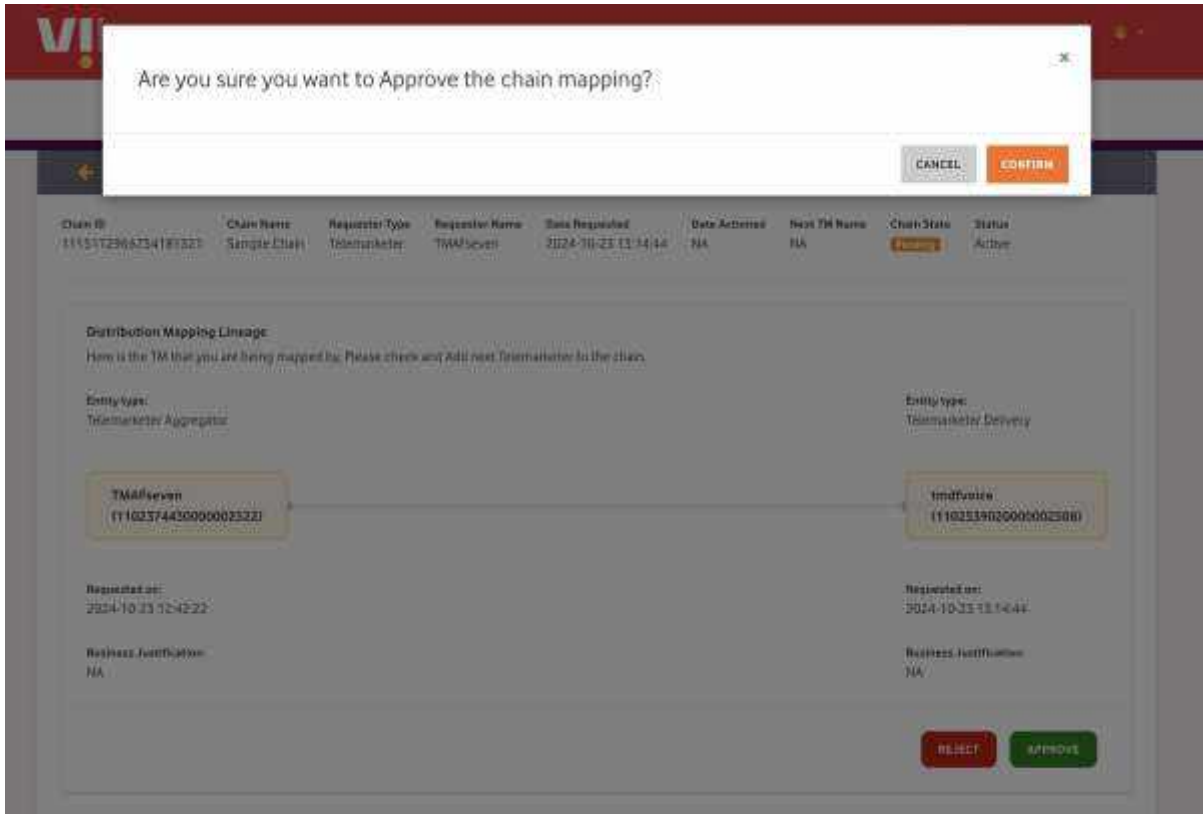 VI
Are you sure you want to Approve the chain mapping?
×
CANCEL CONFIRM
Chain ID Chain Name Requester Type Requester Name Date Requested Date Actioned Next TM Name Chain State Status
Sample Chain Telemarketer TMAFseven 2024-10-23 13:14:44 NA NA Pending Active
Distribution Mapping Lineage
Here is the TM that you are being mapped by. Please check and Add next Telemarketer to the chain.
Entity type: Entity type:
Telemarketer Aggregator Telemarketer Delivery
TMAFseven tmdfvoice
(1102374430000002322) (1102539020000002508)
Requested on: Requested on:
2024-10-23 12:42:22 2024-10-23 13:14:44
Business Justification: Business Justification:
NA NA
REJECT APPROVE